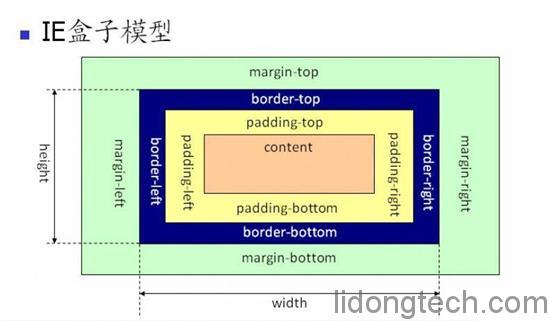 IE盒子模型
margin-top
border-top
padding-top
content
height
margin-left
border-left
padding-left
padding-right
border-right
margin-right
padding-bottom
border-bottom
margin-bottom
width
lidongtech.com